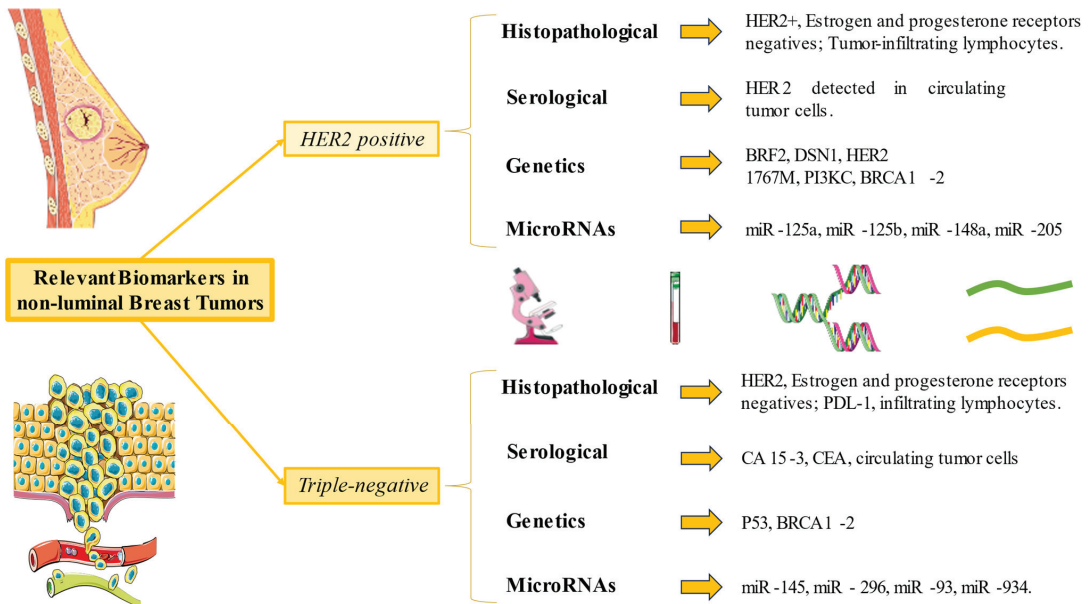 Histopathological
HER2+, Estrogen and progesterone receptors
negatives; Tumor-infiltrating lymphocytes.
Serological
HER2 detected in circulating
tumor cells.
HER2 positive
Genetics
BRF2, DSN1, HER2
1767M, PI3KC, BRCA1 -2
MicroRNAs
miR -125a, miR -125b, miR -148a, miR -205
Relevant Biomarkers in
non-luminal Breast Tumors
Histopathological
HER2, Estrogen and progesterone receptors
negatives; PDL-1, infiltrating lymphocytes.
Serological
CA 15 -3, CEA, circulating tumor cells
Triple-negative
Genetics
P53, BRCA1 -2
MicroRNAs
miR -145, miR - 296, miR -93, miR -934.